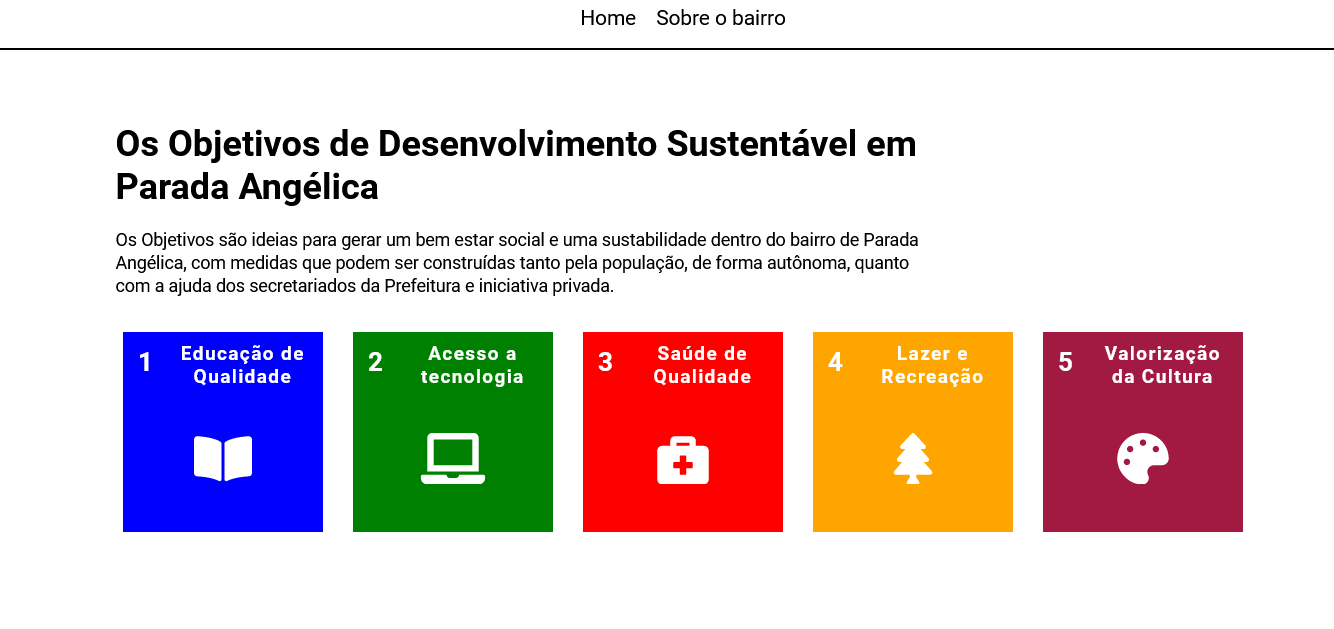 Home Sobre o bairro
Os Objetivos de Desenvolvimento Sustentável em
Parada Angélica
Os Objetivos são ideias para gerar um bem estar social e uma sustabilidade dentro do bairro de Parada
Angélica, com medidas que podem ser construídas tanto pela população, de forma autônoma, quanto
com a ajuda dos secretariados da Prefeitura e iniciativa privada.
1 Educação de
Qualidade
2 Acesso a
tecnologia
3 Saúde de
Qualidade
4 Lazer e
Recreação
5 Valorização
da Cultura